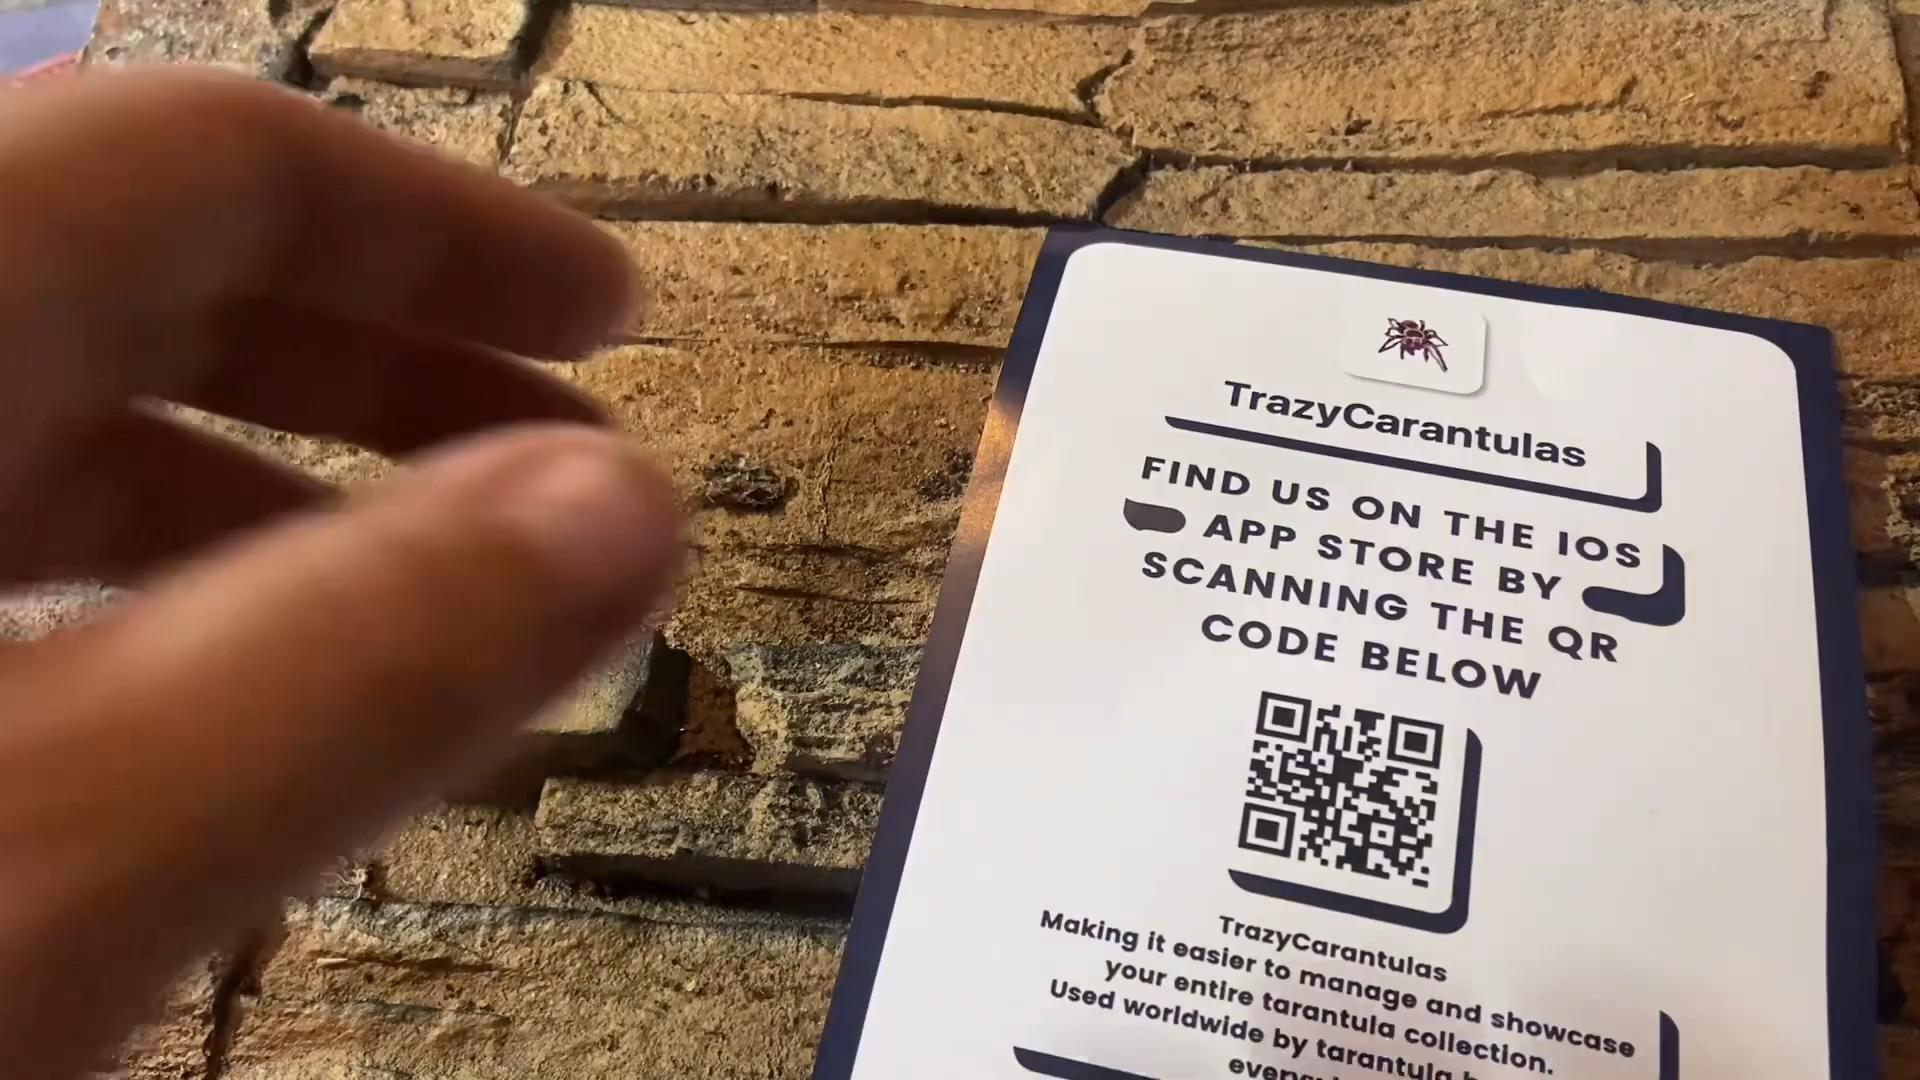 TrazyCarantulas
FIND US ON THE IOS
APP STORE BY
SCANNING THE QR
CODE BELOW
TrazyCarantulas
Making it easier to manage and showcase
your entire tarantula collection.
Used worldwide by tarantula